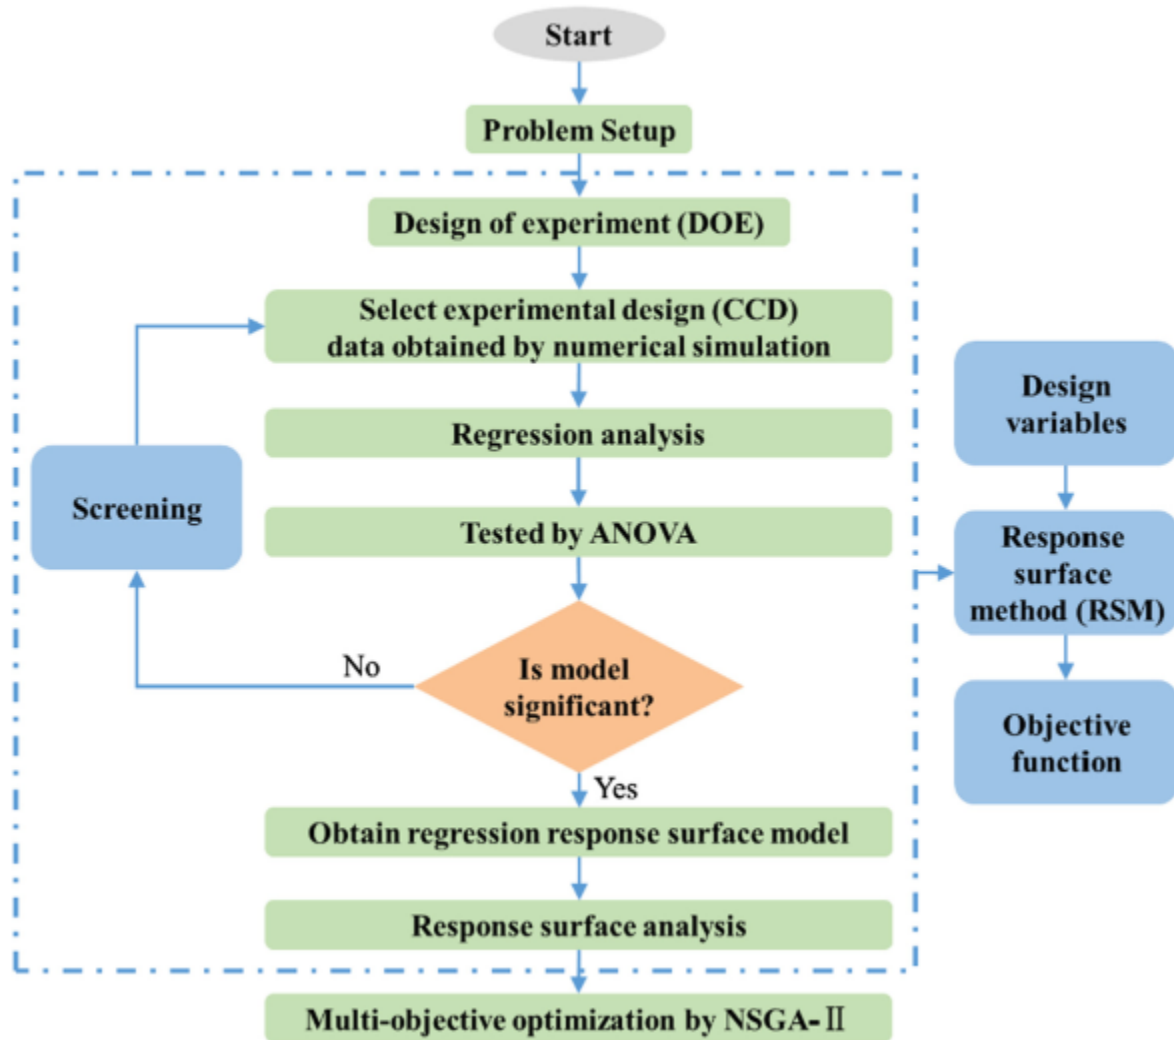 Start
Problem Setup
Design of experiment (DOE)
Select experimental design (CCD)
data obtained by numerical simulation
Regression analysis
Screening
Tested by ANOVA
Is model
significant?
No
Yes
Obtain regression response surface model
Response surface analysis
Multi-objective optimization by NSGA-Ⅱ
Design
variables
Response
surface
method (RSM)
Objective
function